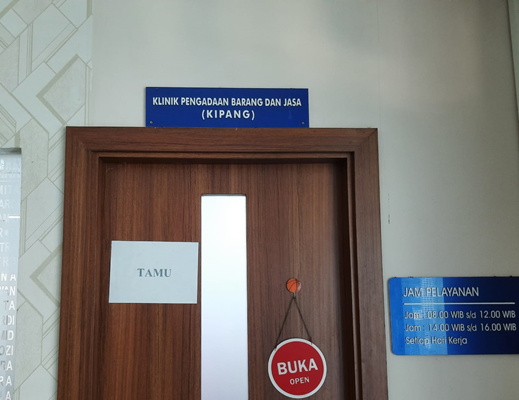 KLINIK PENGADAAN BARANG DAN JASA
(KIPANG)
TAMU
BUKA
OPEN
JAM PELAYANAN
Jam : 08.00 WIB s/d 12.00 WIB
Jam : 14.00 WIB s/d 16.00 WIB
Setiap Hari Kerja